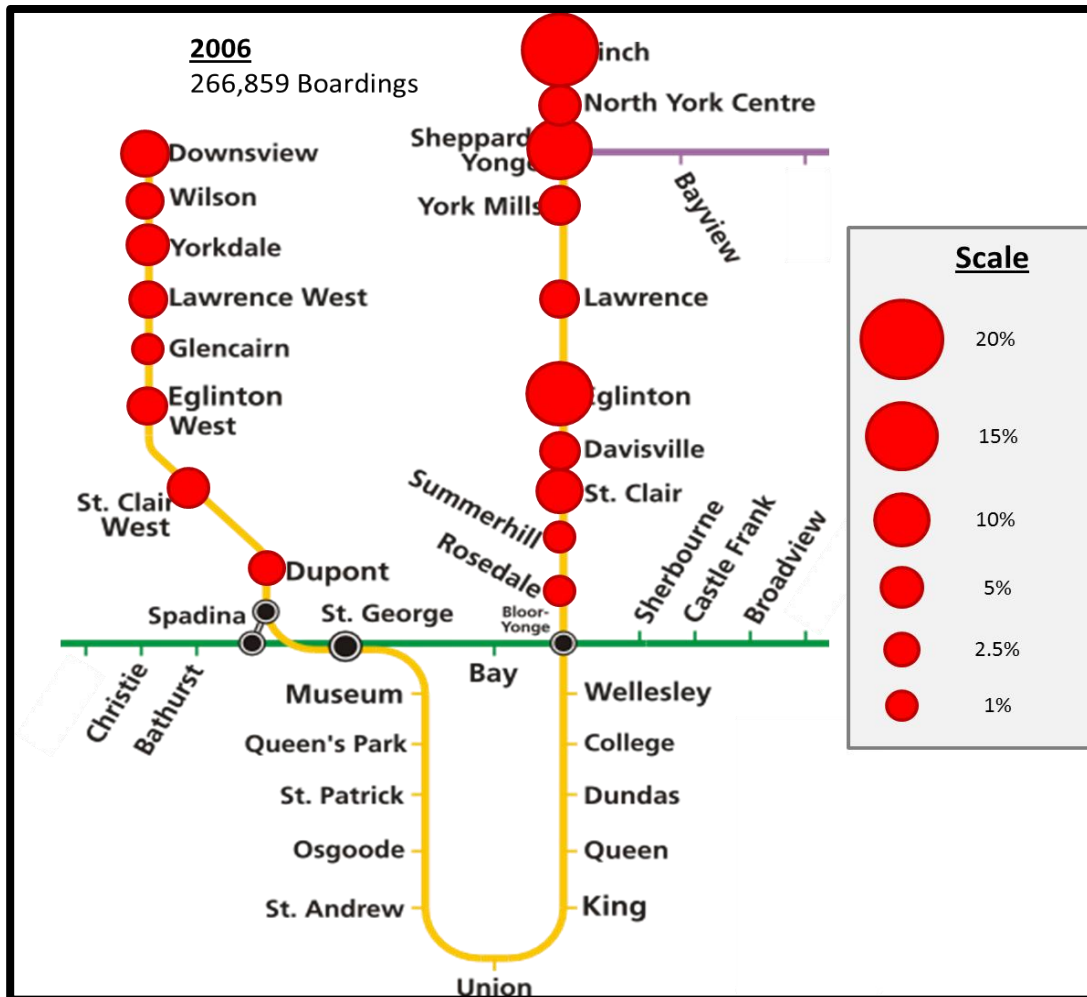 2006
266,859 Boardings
inch
North York Centre
Sheppard
Yonge
Downsview
Wilson
York Mills
Bayview
Yorkdale
Lawrence West
Lawrence
Glencairn
Eglinton
West
Eglinton
Davisville
St. Clair
St. Clair
West
Summerhill
Rosedale
Dupont
Sherbourne
Castle Frank
Broadview
Spadina
St. George
Bloor-
Yonge
Christie
Bathurst
Bay
Museum
Wellesley
Queen's Park
College
St. Patrick
Dundas
Osgoode
Queen
St. Andrew
King
Union
Scale
20%
15%
10%
5%
2.5%
1%